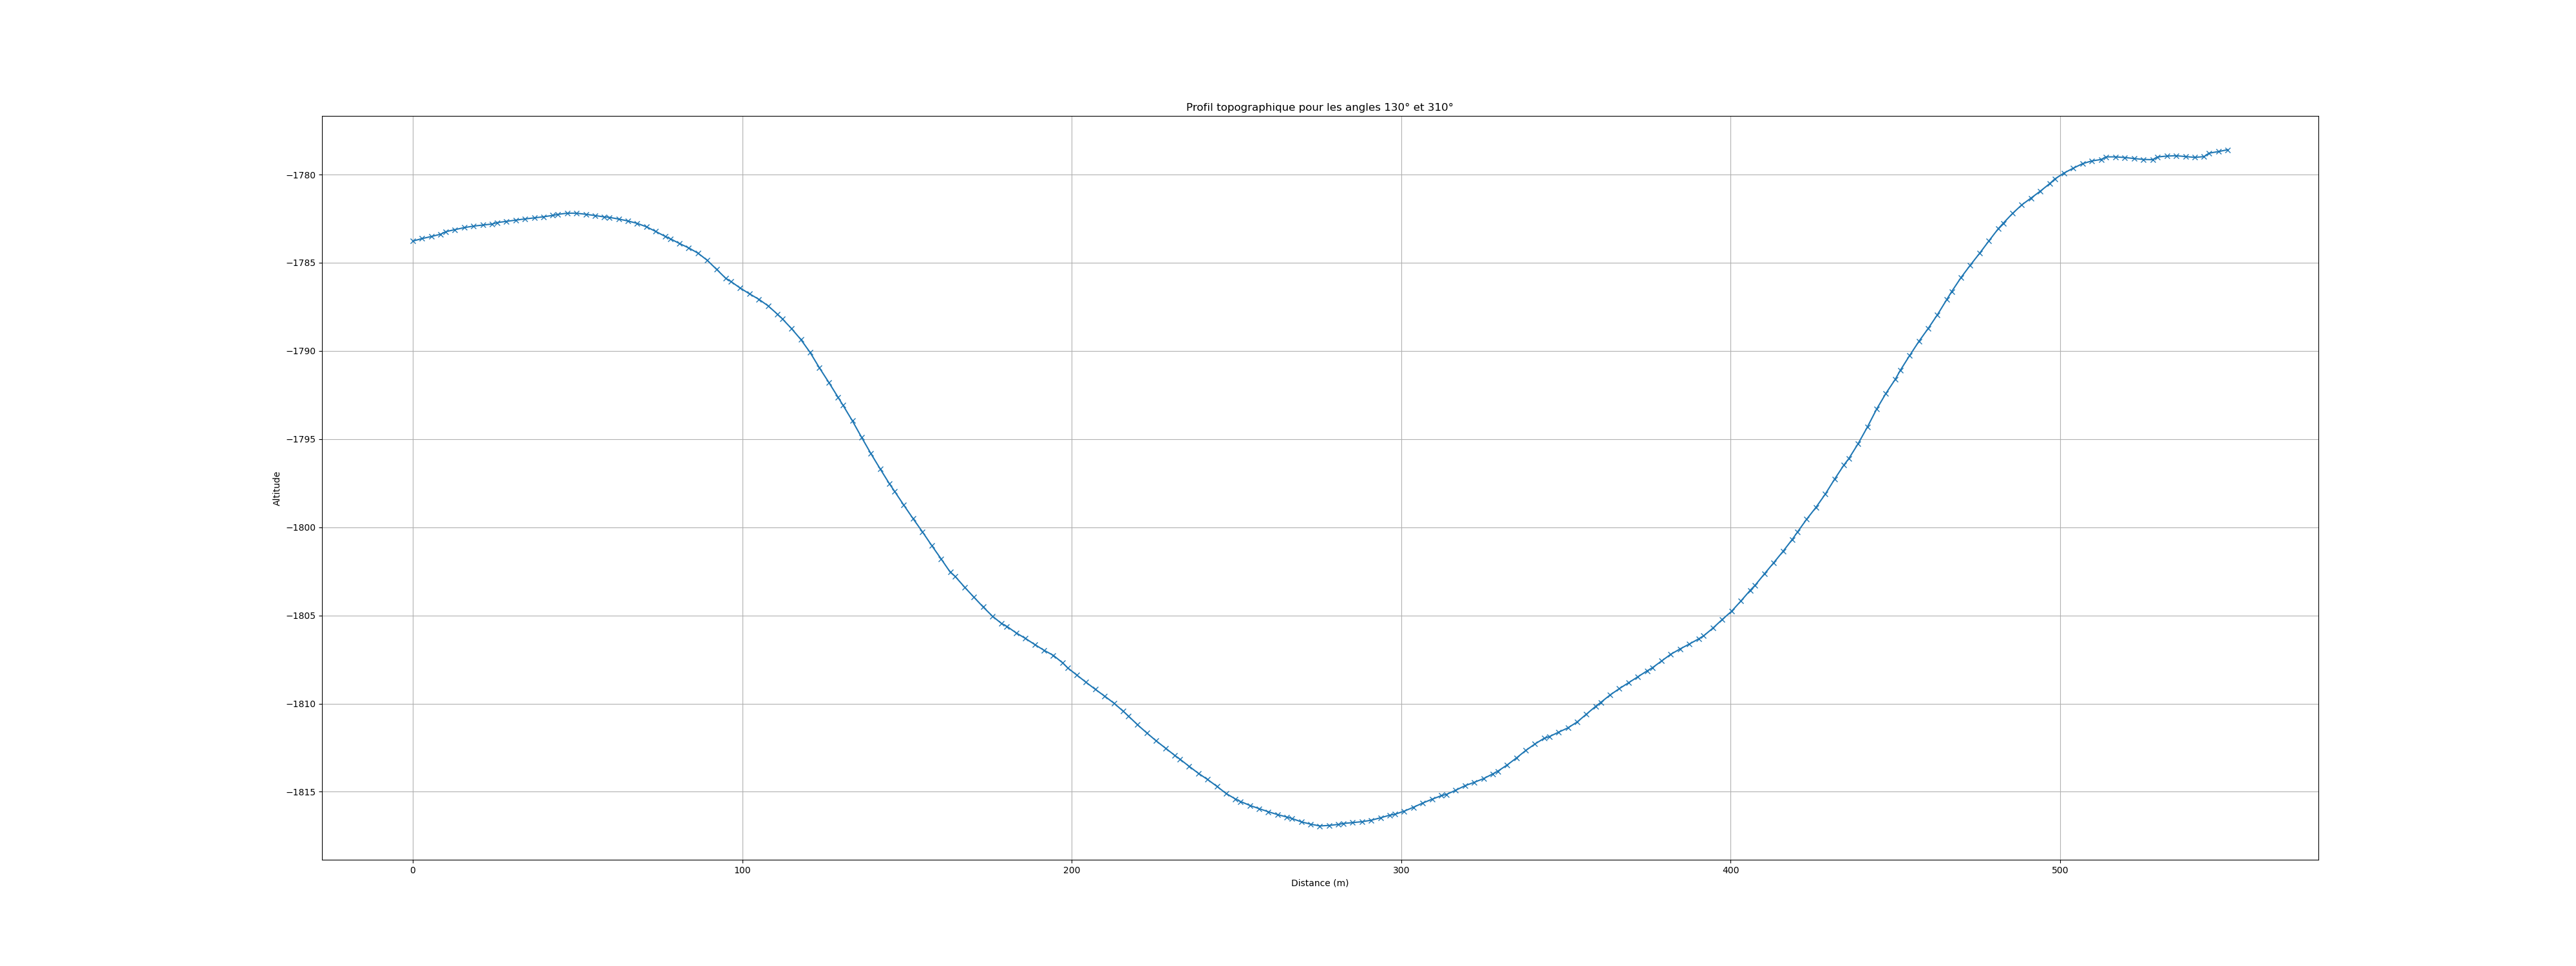 Profil topographique pour les angles 130° et 310°
−1780
−1785
−1790
−1795
Altitude
−1800
−1805
−1810
−1815
0 100 200 300 400 500
Distance (m)